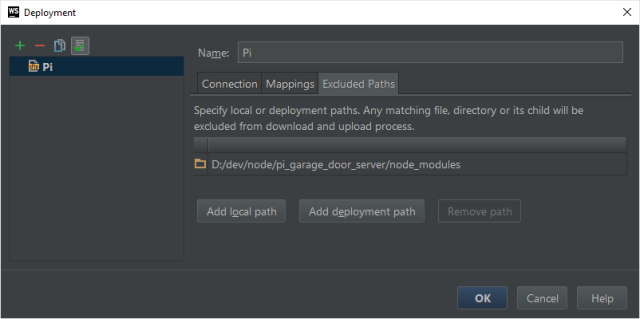 WS Deployment
Name: Pi
Pi
Connection Mappings Excluded Paths
Specify local or deployment paths. Any matching file, directory or its child will be
excluded from download and upload process.
D:/dev/node/pi_garage_door_server/node_modules
Add local path Add deployment path Remove path
OK Cancel Help